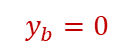 y_b = 0